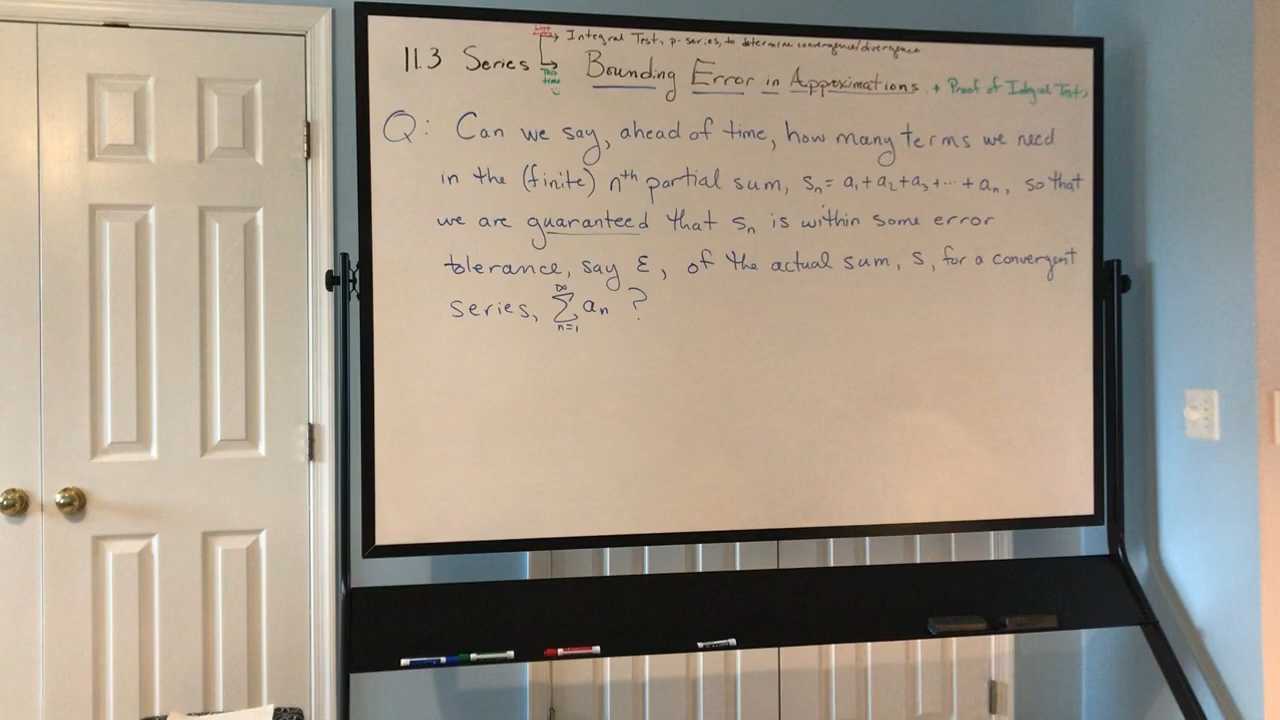 Last time → Integral Test, p-series, to determine convergence/divergence
11.3 Series → Bounding Error in Approximations + Proof of Integral Test
This time
Q: Can we say, ahead of time, how many terms we need
in the (finite) nth partial sum, sₙ = a₁+a₂+a₃+⋯+aₙ, so that
we are guaranteed that sₙ is within some error
tolerance, say ε, of the actual sum, s, for a convergent
series, ∑_{n=1}^{∞} aₙ ?